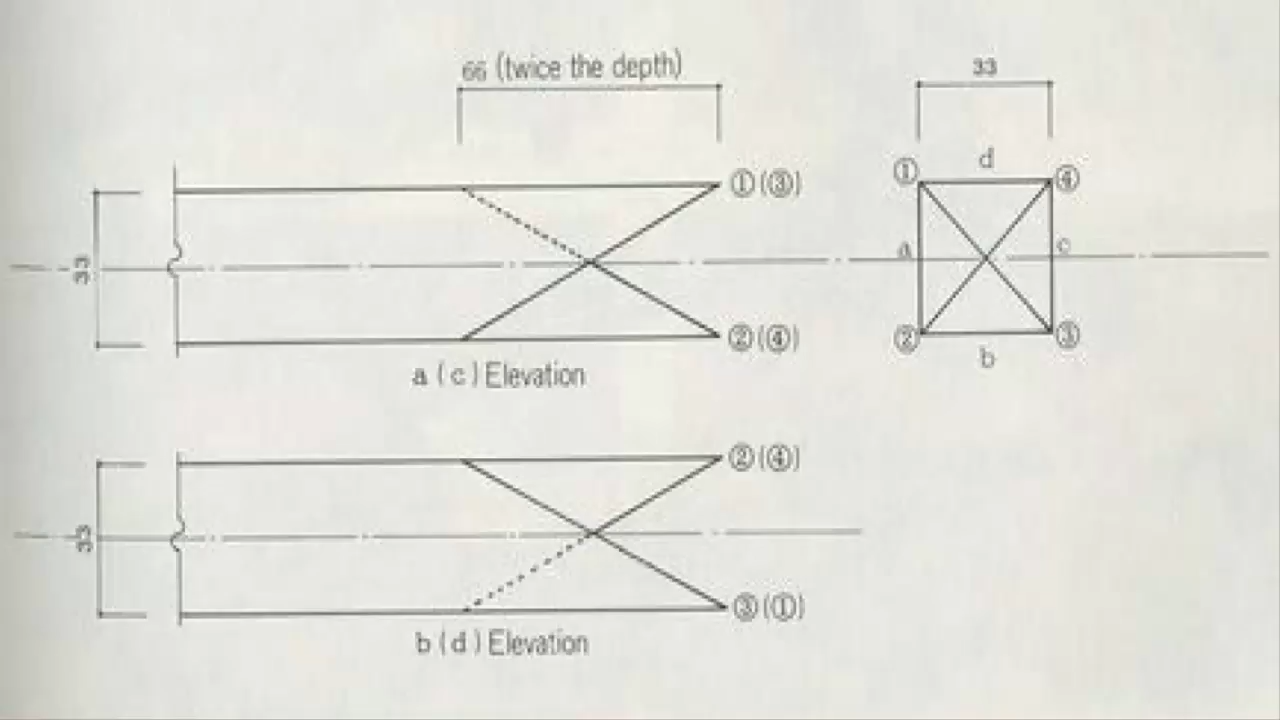 66 (twice the depth)
33
① d ④
①(③)
33
a c
②(④)
② b ③
a (c) Elevation
②(④)
33
③(①)
b (d) Elevation